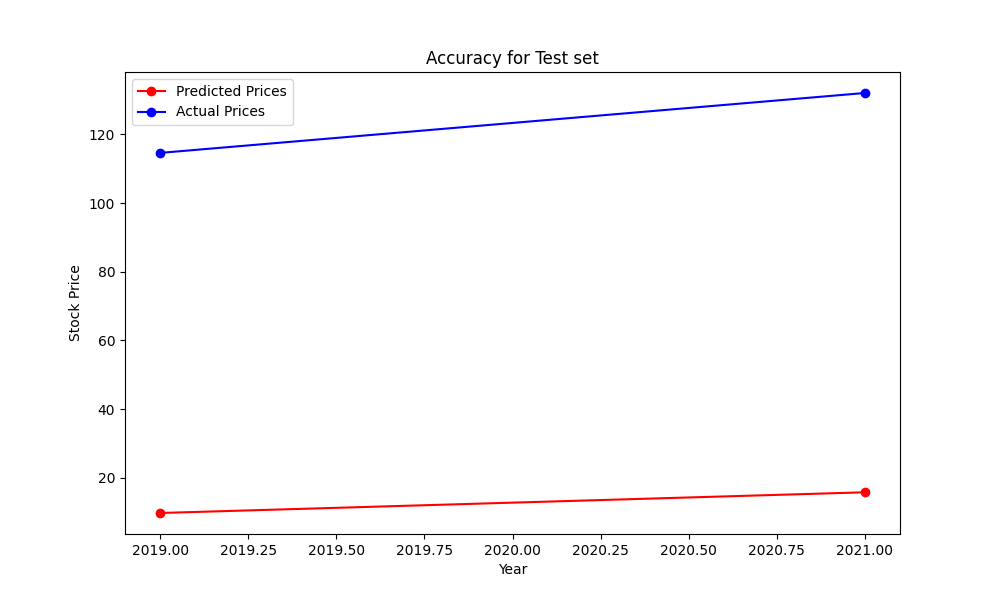 Accuracy for Test set
Predicted Prices
Actual Prices
120
100
80
60
40
20
Stock Price
2019.00 2019.25 2019.50 2019.75 2020.00 2020.25 2020.50 2020.75 2021.00
Year